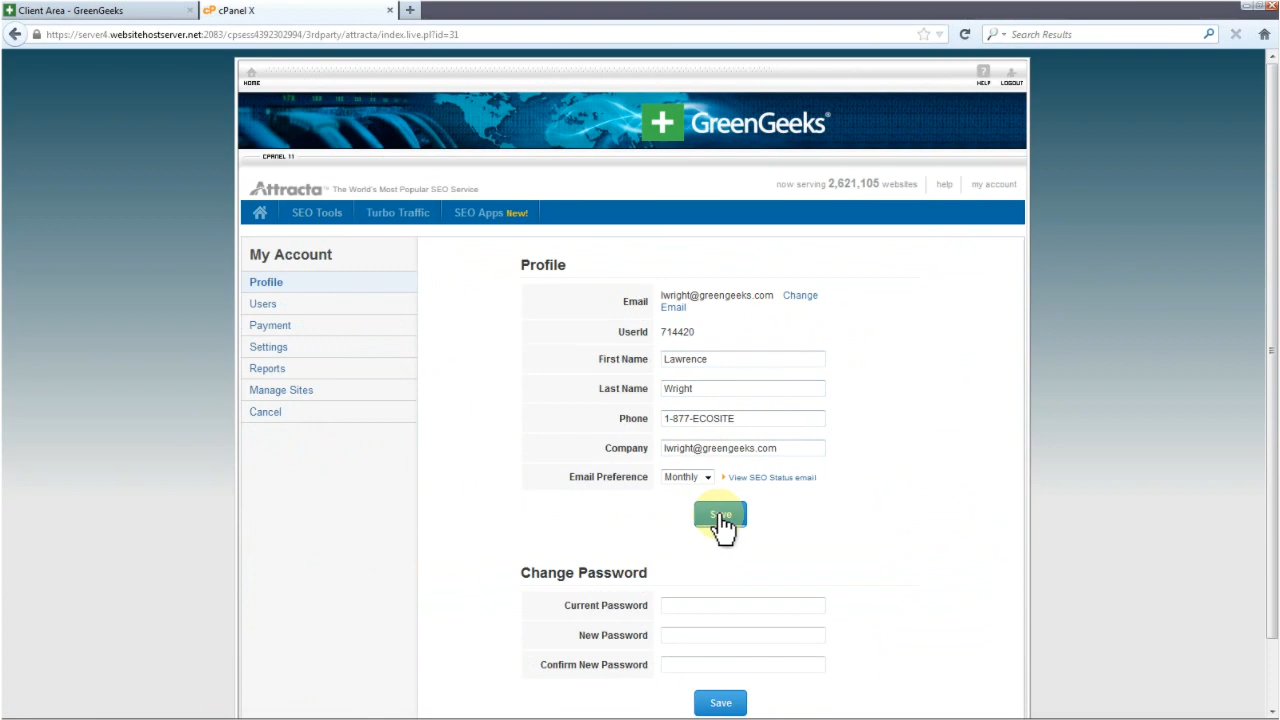 Client Area - GreenGeeks
cP cPanel X
https://server4.websitehostserver.net:2083/cpsess4392302994/3rdparty/attracta/index.live.pl?id=31
Search Results
HOME
HELP
LOGOUT
GreenGeeks®
CPANEL 11
Attracta™ The World's Most Popular SEO Service
now serving 2,621,105 websites
help
my account
SEO Tools
Turbo Traffic
SEO Apps New!
My Account
Profile
Users
Payment
Settings
Reports
Manage Sites
Cancel
Profile
Email lwright@greengeeks.com Change
Email
UserId 714420
First Name Lawrence
Last Name Wright
Phone 1-877-ECOSITE
Company lwright@greengeeks.com
Email Preference Monthly View SEO Status email
Save
Change Password
Current Password
New Password
Confirm New Password
Save